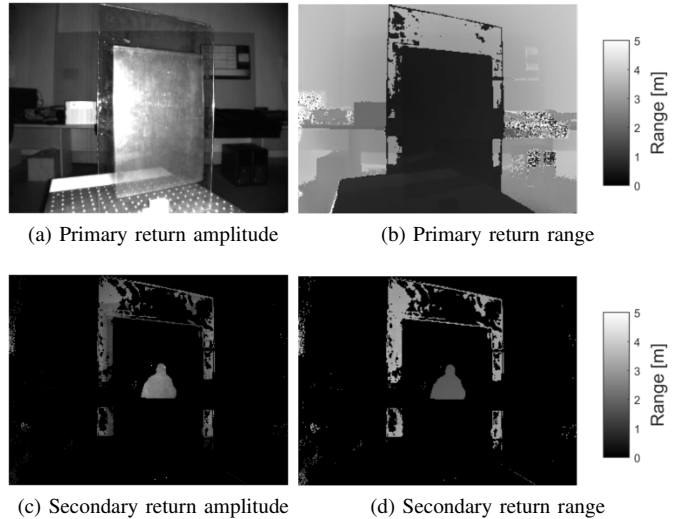 5
4
3
2
1
0
Range [m]
(a) Primary return amplitude
(b) Primary return range
5
4
3
2
1
0
Range [m]
(c) Secondary return amplitude
(d) Secondary return range